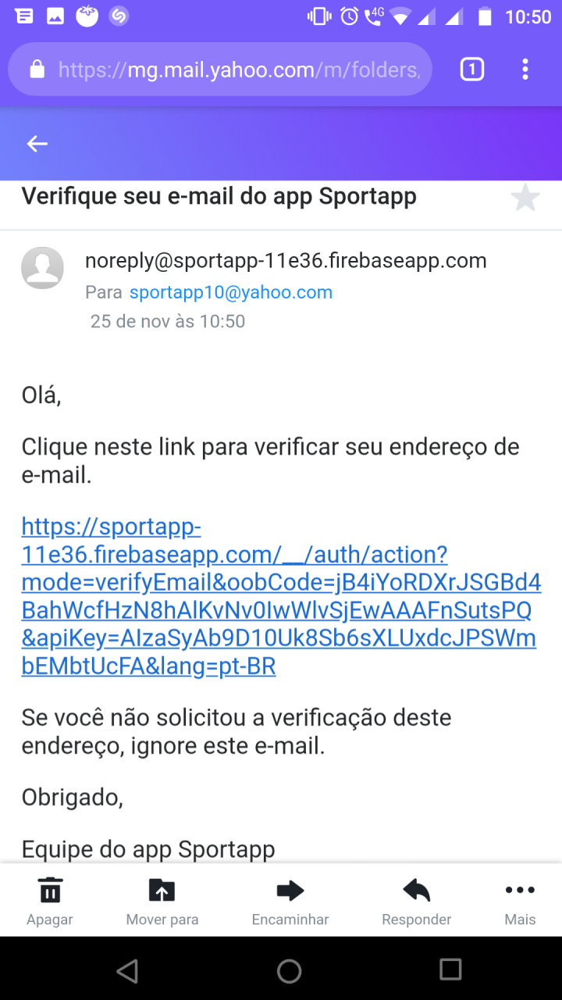 4G
10:50
https://mg.mail.yahoo.com/m/folders,
1
Verifique seu e-mail do app Sportapp
noreply@sportapp-11e36.firebaseapp.com
Para sportapp10@yahoo.com
25 de nov às 10:50
Olá,
Clique neste link para verificar seu endereço de
e-mail.
https://sportapp-
11e36.firebaseapp.com/__/auth/action?
mode=verifyEmail&oobCode=jB4iYoRDXrJSGBd4
BahWcfHzN8hAlKvNv0IwWlvSjEwAAAFnSutsPQ
&apiKey=AIzaSyAb9D10Uk8Sb6sXLUxdcJPSWm
bEMbtUcFA&lang=pt-BR
Se você não solicitou a verificação deste
endereço, ignore este e-mail.
Obrigado,
Equipe do app Sportapp
Apagar
Mover para
Encaminhar
Responder
Mais